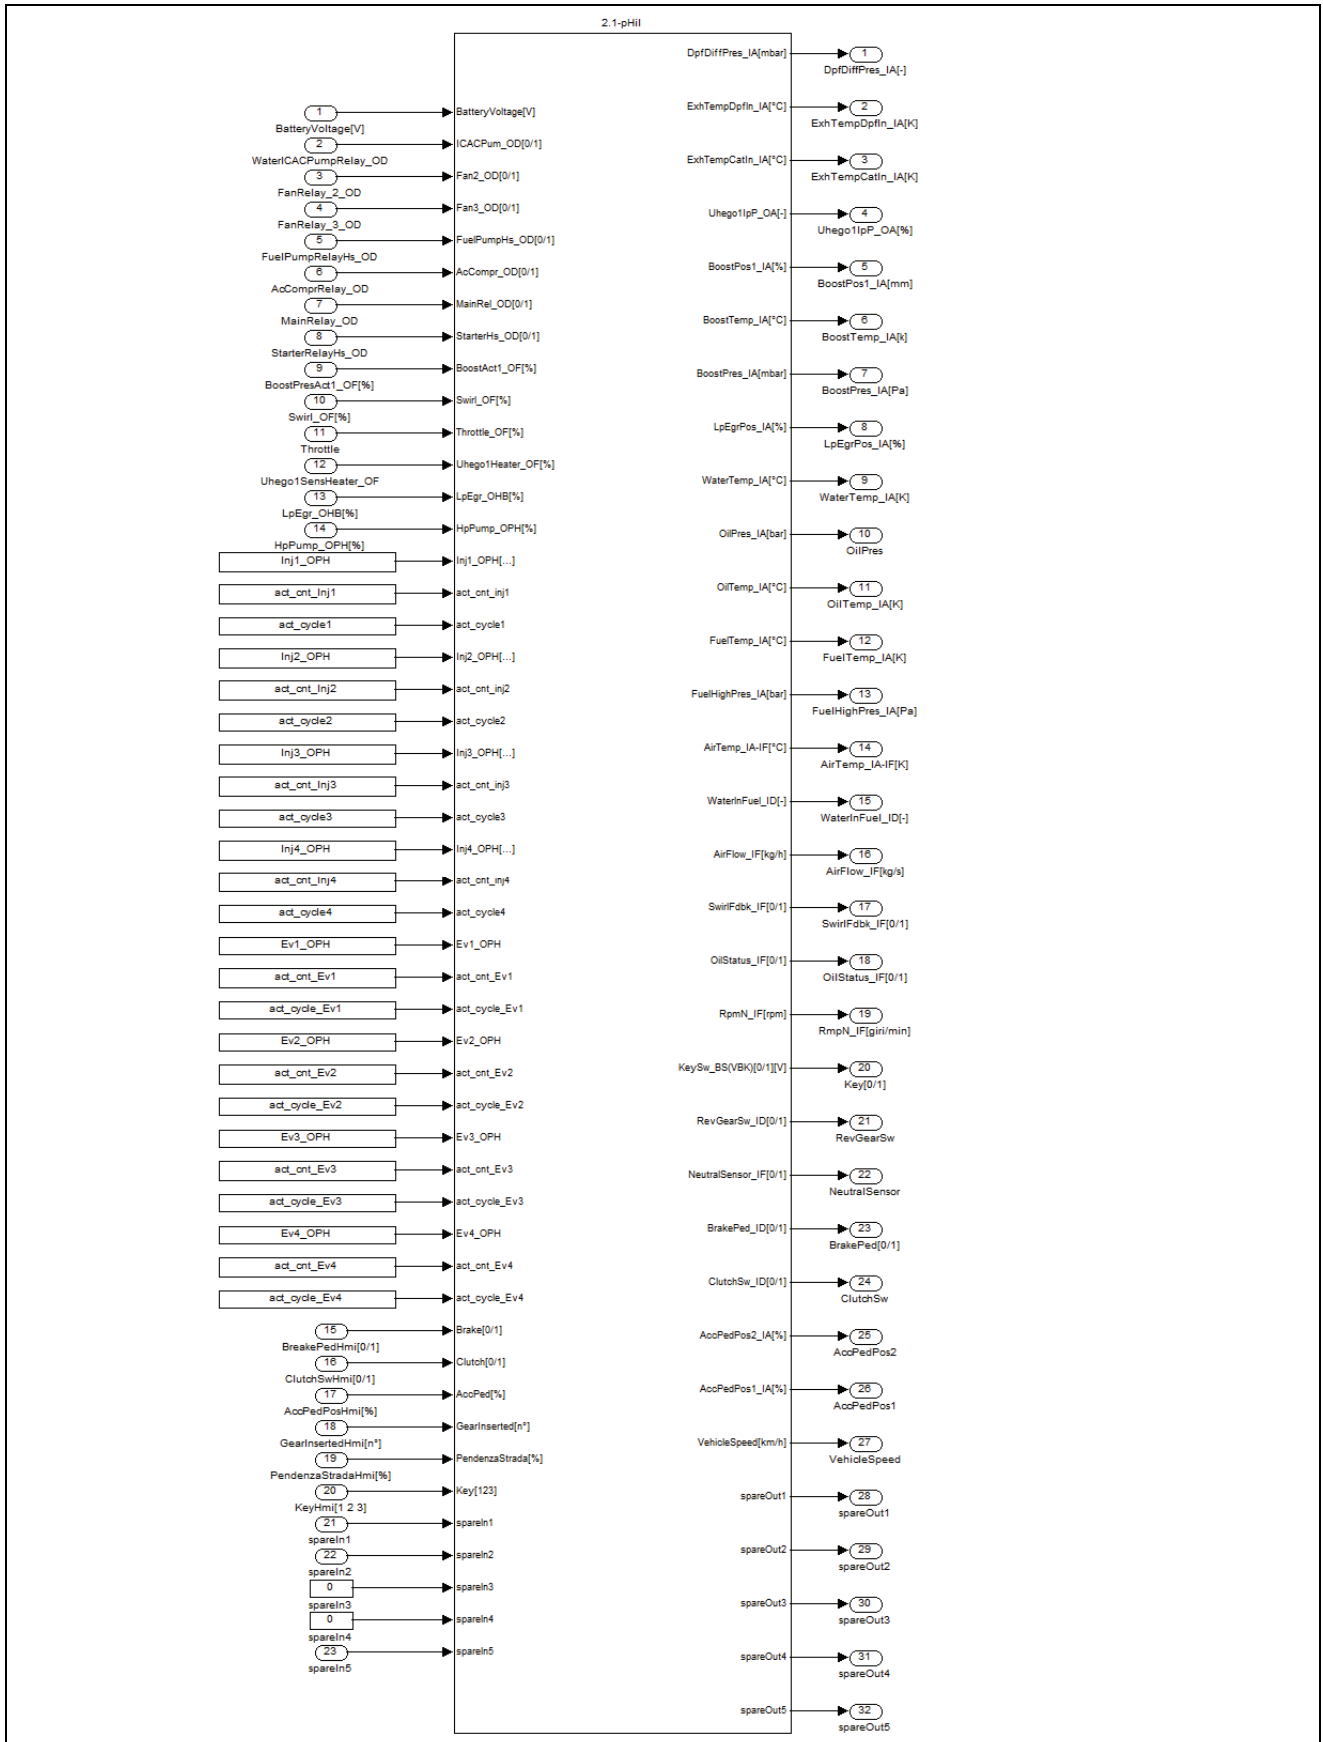 2.1-pHil
1
BatteryVoltage[V]
2
WaterICACPumpRelay_OD
3
FanRelay_2_OD
4
FanRelay_3_OD
5
FuelPumpRelayHs_OD
6
AcComprRelay_OD
7
MainRelay_OD
8
StarterRelayHs_OD
9
BoostPresAct1_OF[%]
10
Swirl_OF[%]
11
Throttle
12
Uhego1SensHeater_OF
13
LpEgr_OHB[%]
14
HpPump_OPH[%]
Inj1_OPH
act_cnt_Inj1
act_cycle1
Inj2_OPH
act_cnt_Inj2
act_cycle2
Inj3_OPH
act_cnt_Inj3
act_cycle3
Inj4_OPH
act_cnt_Inj4
act_cycle4
Ev1_OPH
act_cnt_Ev1
act_cycle_Ev1
Ev2_OPH
act_cnt_Ev2
act_cycle_Ev2
Ev3_OPH
act_cnt_Ev3
act_cycle_Ev3
Ev4_OPH
act_cnt_Ev4
act_cycle_Ev4
15
BreakePedHmi[0/1]
16
ClutchSwHmi[0/1]
17
AccPedPosHmi[%]
18
GearInsertedHmi[n°]
19
PendenzaStradaHmi[%]
20
KeyHmi[1 2 3]
21
spareIn1
22
spareIn2
0
spareIn3
0
spareIn4
23
spareIn5
BatteryVoltage[V]
ICACPum_OD[0/1]
Fan2_OD[0/1]
Fan3_OD[0/1]
FuelPumpHs_OD[0/1]
AcCompr_OD[0/1]
MainRel_OD[0/1]
StarterHs_OD[0/1]
BoostAct1_OF[%]
Swirl_OF[%]
Throttle_OF[%]
Uhego1Heater_OF[%]
LpEgr_OHB[%]
HpPump_OPH[%]
Inj1_OPH[...]
act_cnt_inj1
act_cycle1
Inj2_OPH[...]
act_cnt_inj2
act_cycle2
Inj3_OPH[...]
act_cnt_inj3
act_cycle3
Inj4_OPH[...]
act_cnt_inj4
act_cycle4
Ev1_OPH
act_cnt_Ev1
act_cycle_Ev1
Ev2_OPH
act_cnt_Ev2
act_cycle_Ev2
Ev3_OPH
act_cnt_Ev3
act_cycle_Ev3
Ev4_OPH
act_cnt_Ev4
act_cycle_Ev4
Brake[0/1]
Clutch[0/1]
AccPed[%]
GearInserted[n°]
PendenzaStrada[%]
Key[123]
spareIn1
spareIn2
spareIn3
spareIn4
spareIn5
DpfDiffPres_IA[mbar]
ExhTempDpfIn_IA[°C]
ExhTempCatIn_IA[°C]
Uhego1IpP_OA[-]
BoostPos1_IA[%]
BoostTemp_IA[°C]
BoostPres_IA[mbar]
LpEgrPos_IA[%]
WaterTemp_IA[°C]
OilPres_IA[bar]
OilTemp_IA[°C]
FuelTemp_IA[°C]
FuelHighPres_IA[bar]
AirTemp_IA-IF[°C]
WaterInFuel_ID[-]
AirFlow_IF[kg/h]
SwirlFdbk_IF[0/1]
OilStatus_IF[0/1]
RpmN_IF[rpm]
KeySw_BS(VBK)[0/1][V]
RevGearSw_ID[0/1]
NeutralSensor_IF[0/1]
BrakePed_ID[0/1]
ClutchSw_ID[0/1]
AccPedPos2_IA[%]
AccPedPos1_IA[%]
VehicleSpeed[km/h]
spareOut1
spareOut2
spareOut3
spareOut4
spareOut5
1
DpfDiffPres_IA[-]
2
ExhTempDpfIn_IA[K]
3
ExhTempCatIn_IA[K]
4
Uhego1IpP_OA[%]
5
BoostPos1_IA[mm]
6
BoostTemp_IA[k]
7
BoostPres_IA[Pa]
8
LpEgrPos_IA[%]
9
WaterTemp_IA[K]
10
OilPres
11
OilTemp_IA[K]
12
FuelTemp_IA[K]
13
FuelHighPres_IA[Pa]
14
AirTemp_IA-IF[K]
15
WaterInFuel_ID[-]
16
AirFlow_IF[kg/s]
17
SwirlFdbk_IF[0/1]
18
OilStatus_IF[0/1]
19
RmpN_IF[giri/min]
20
Key[0/1]
21
RevGearSw
22
NeutralSensor
23
BrakePed[0/1]
24
ClutchSw
25
AccPedPos2
26
AccPedPos1
27
VehicleSpeed
28
spareOut1
29
spareOut2
30
spareOut3
31
spareOut4
32
spareOut5